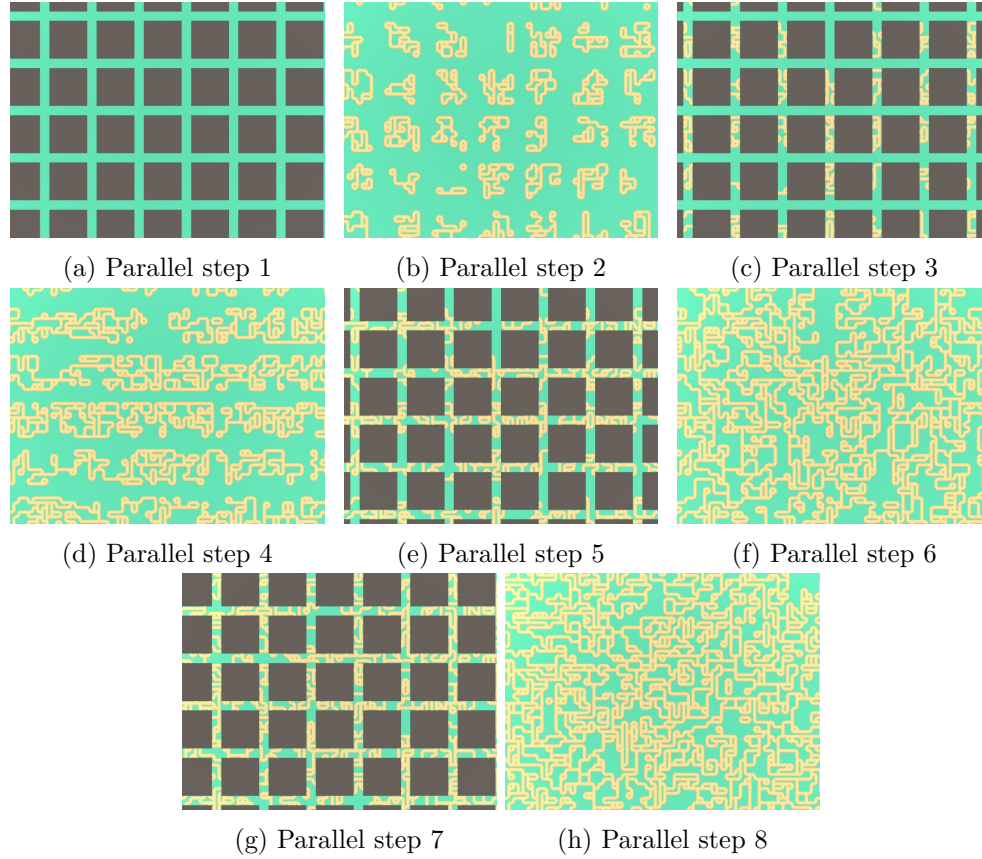 (a) Parallel step 1
(b) Parallel step 2
(c) Parallel step 3
(d) Parallel step 4
(e) Parallel step 5
(f) Parallel step 6
(g) Parallel step 7
(h) Parallel step 8